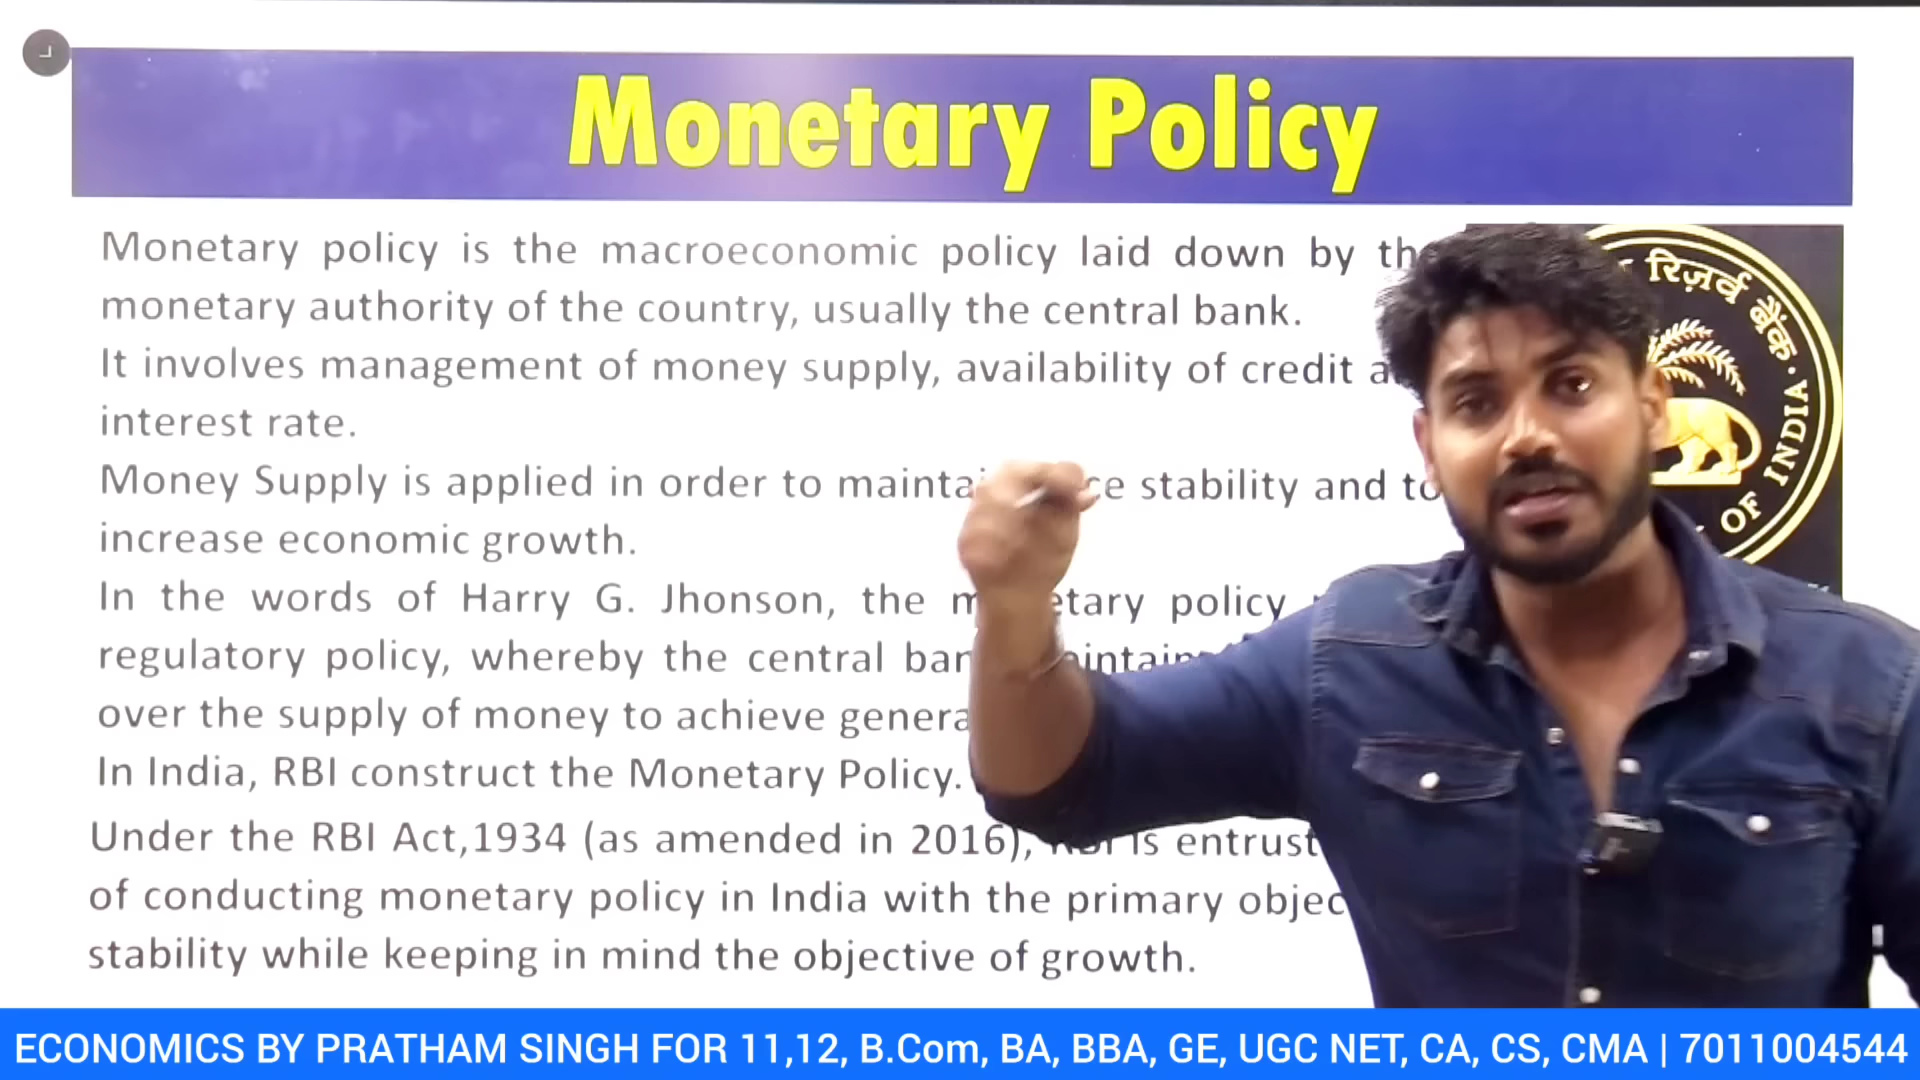 Monetary Policy
Monetary policy is the macroeconomic policy laid down by th
monetary authority of the country, usually the central bank.
It involves management of money supply, availability of credit a
interest rate.
Money Supply is applied in order to mainta ce stability and to
increase economic growth.
In the words of Harry G. Jhonson, the m etary policy
regulatory policy, whereby the central ban intain
over the supply of money to achieve genera
In India, RBI construct the Monetary Policy.
Under the RBI Act,1934 (as amended in 2016), RBI is entrust
of conducting monetary policy in India with the primary objec
stability while keeping in mind the objective of growth.
रिज़र्व बैंक
OF INDIA
ECONOMICS BY PRATHAM SINGH FOR 11,12, B.Com, BA, BBA, GE, UGC NET, CA, CS, CMA | 7011004544